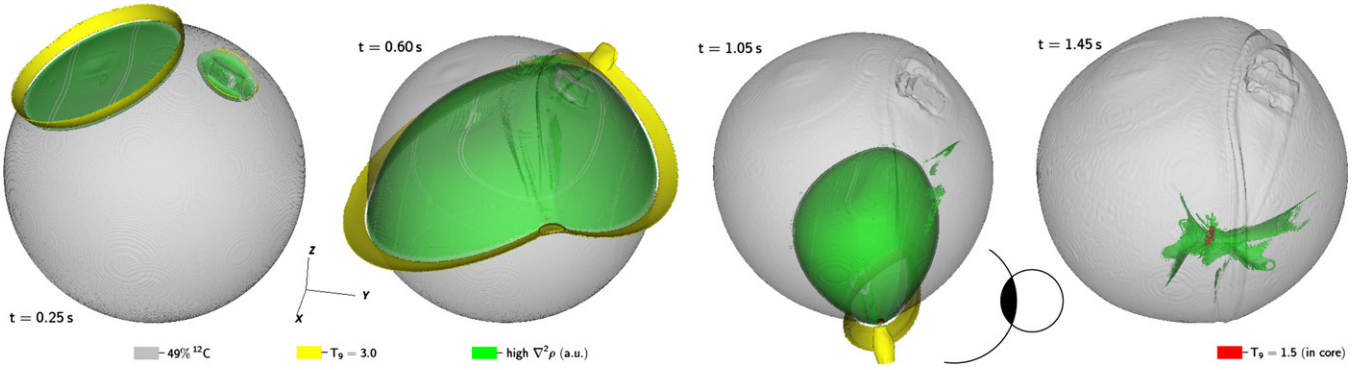 t = 0.25 s
t = 0.60 s
t = 1.05 s
t = 1.45 s
Z
Y
X
49% ¹²C
T₉ = 3.0
high ∇²ρ (a.u.)
T₉ = 1.5 (in core)